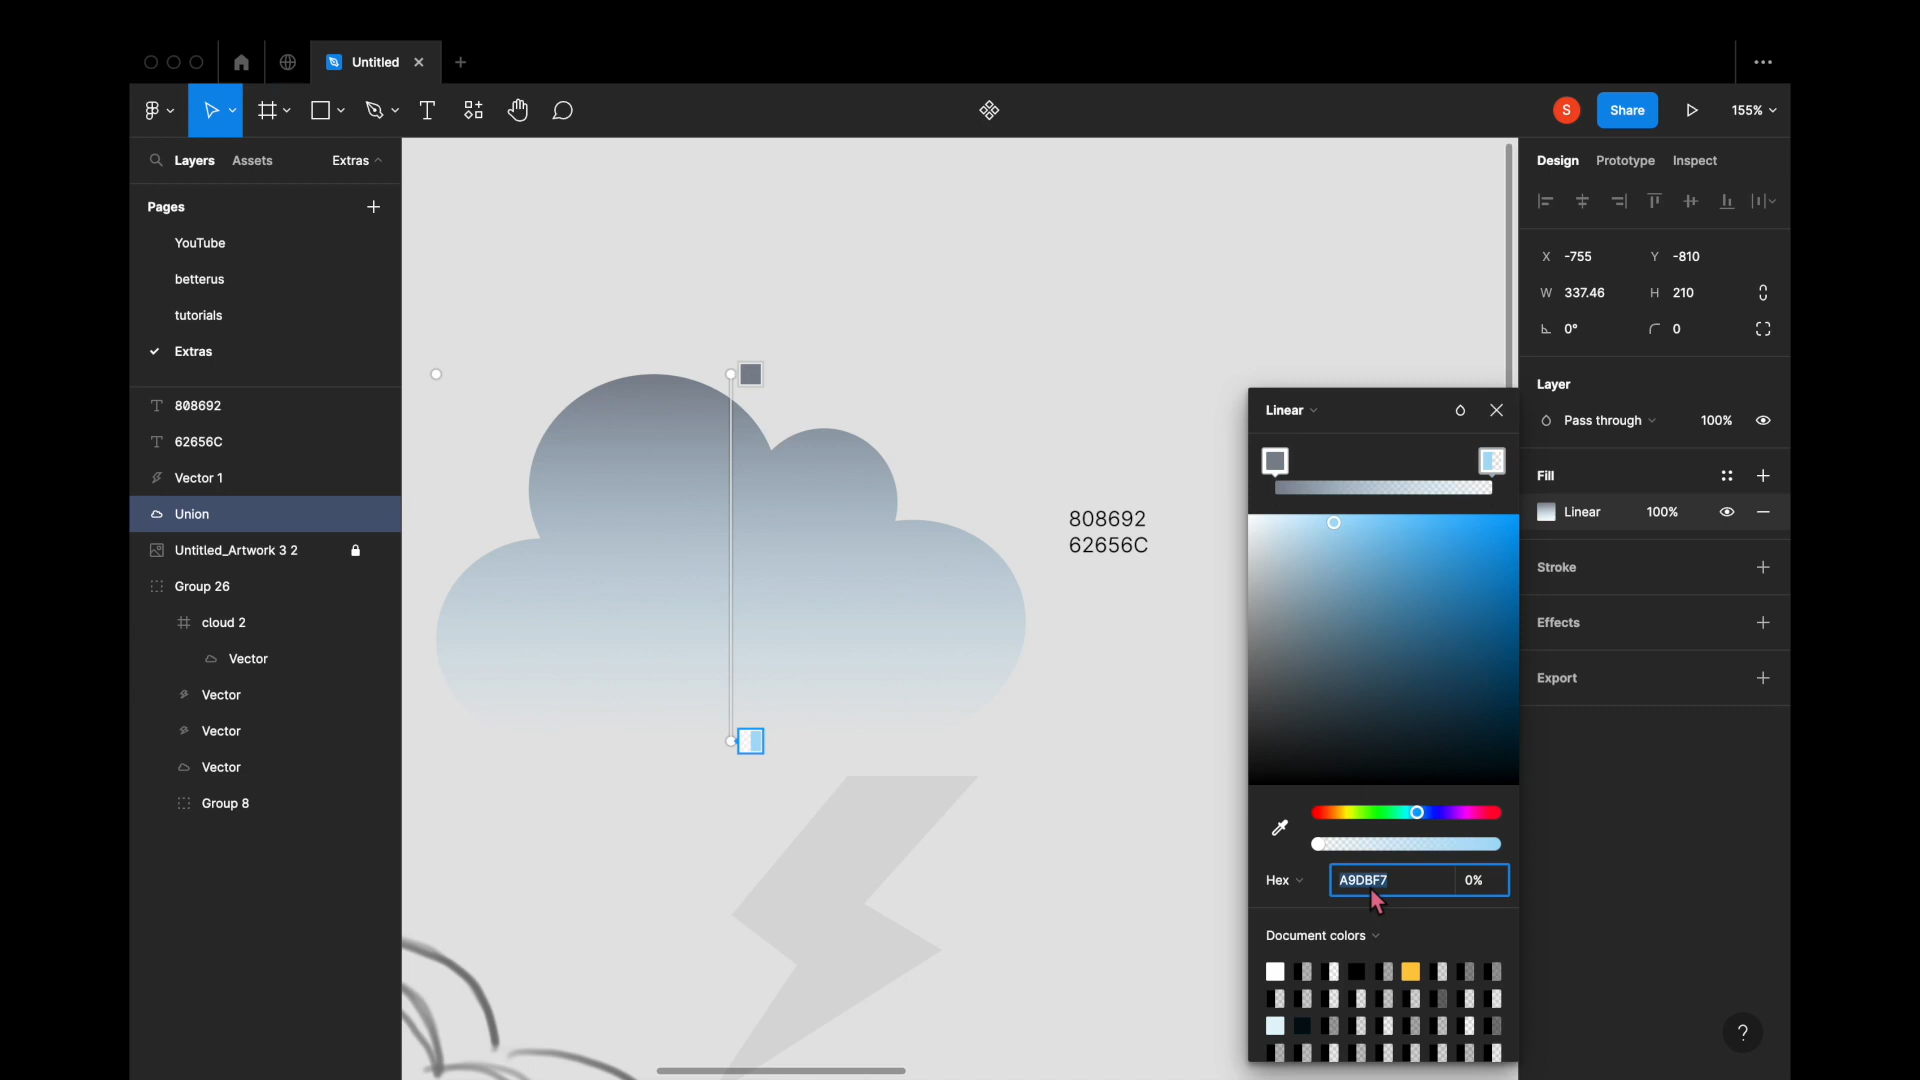 Untitled
S
Share
155%
Layers
Assets
Extras
Design
Prototype
Inspect
Pages
YouTube
betterus
tutorials
Extras
808692
62656C
Vector 1
Union
Untitled_Artwork 3 2
Group 26
cloud 2
Vector
Vector
Vector
Vector
Group 8
808692
62656C
Linear
Hex
A9DBF7
0%
Document colors
X
-755
Y
-810
W
337.46
H
210
0°
0
Layer
Pass through
100%
Fill
Linear
100%
Stroke
Effects
Export
?